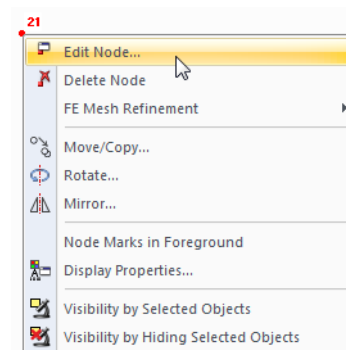 21
Edit Node...
Delete Node
FE Mesh Refinement
Move/Copy...
Rotate...
Mirror...
Node Marks in Foreground
Display Properties...
Visibility by Selected Objects
Visibility by Hiding Selected Objects